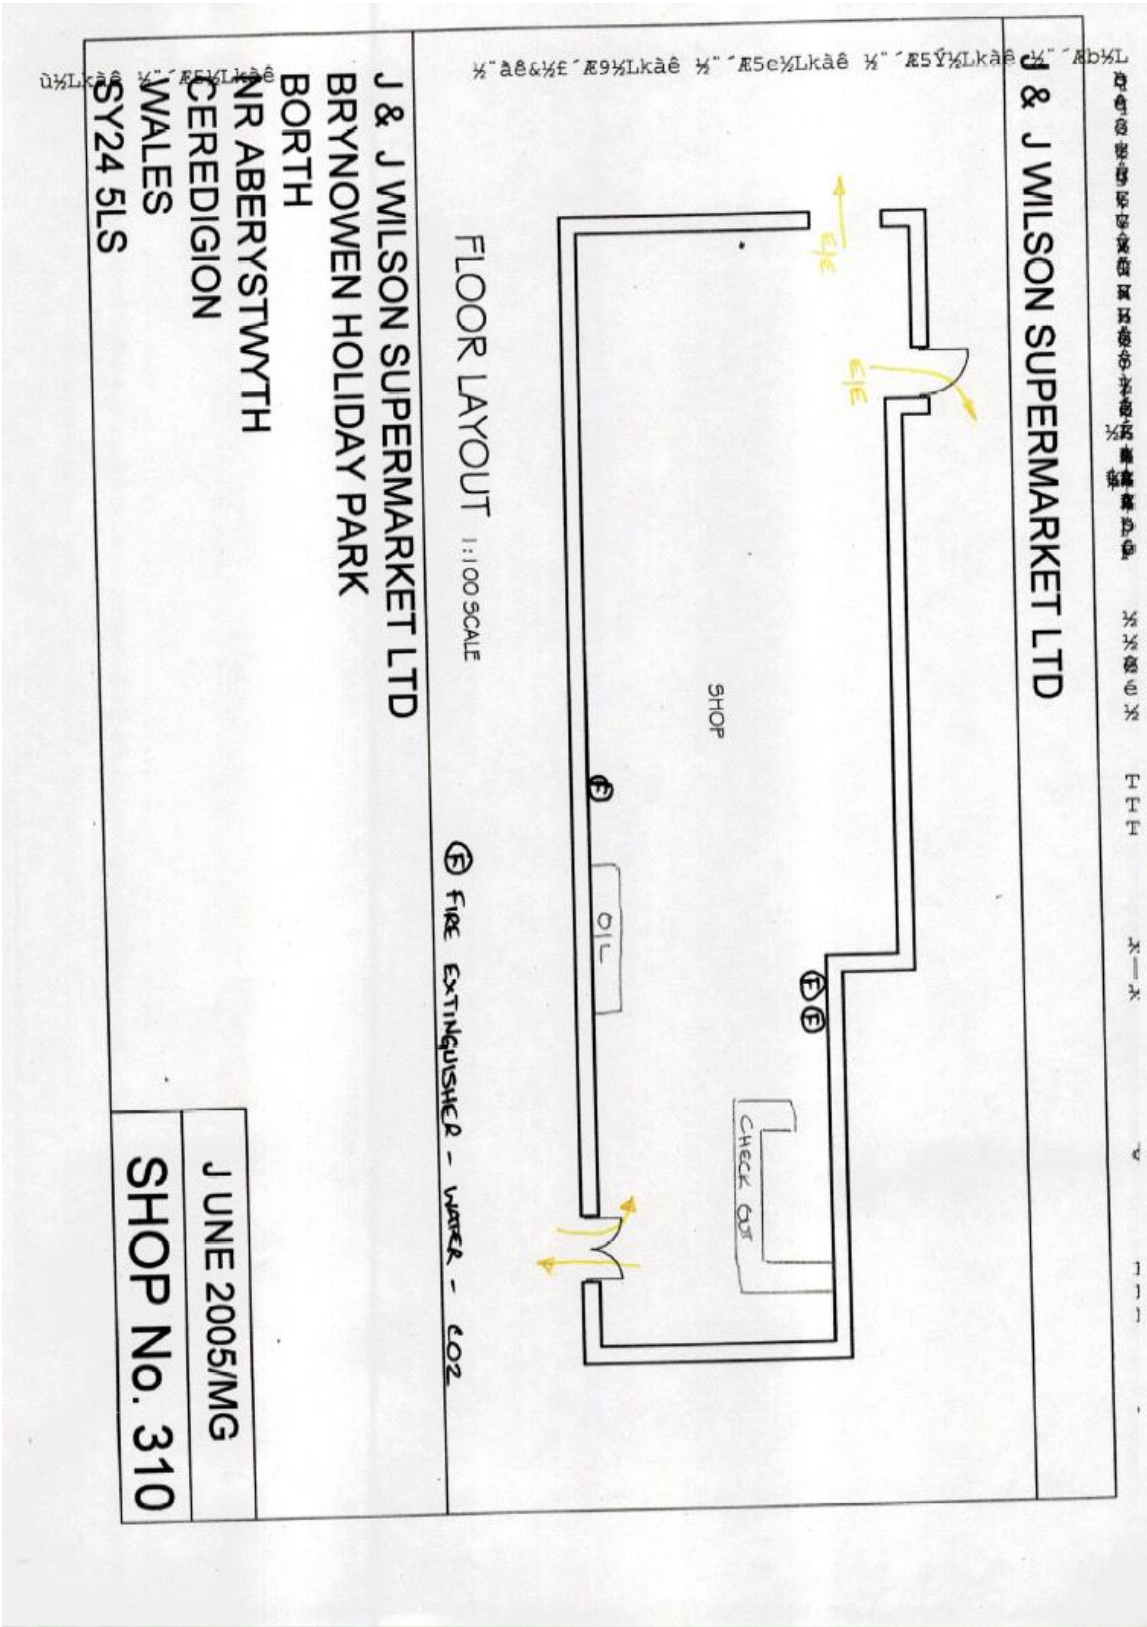 J & J WILSON SUPERMARKET LTD
E/E
E/E
SHOP
CHECK OUT
F
F
F
OIL
FLOOR LAYOUT 1:100 SCALE
F FIRE EXTINGUISHER - WATER - CO2
J & J WILSON SUPERMARKET LTD
BRYNOWEN HOLIDAY PARK
BORTH
NR ABERYSTWYTH
CEREDIGION
WALES
SY24 5LS
J UNE 2005/MG
SHOP No. 310